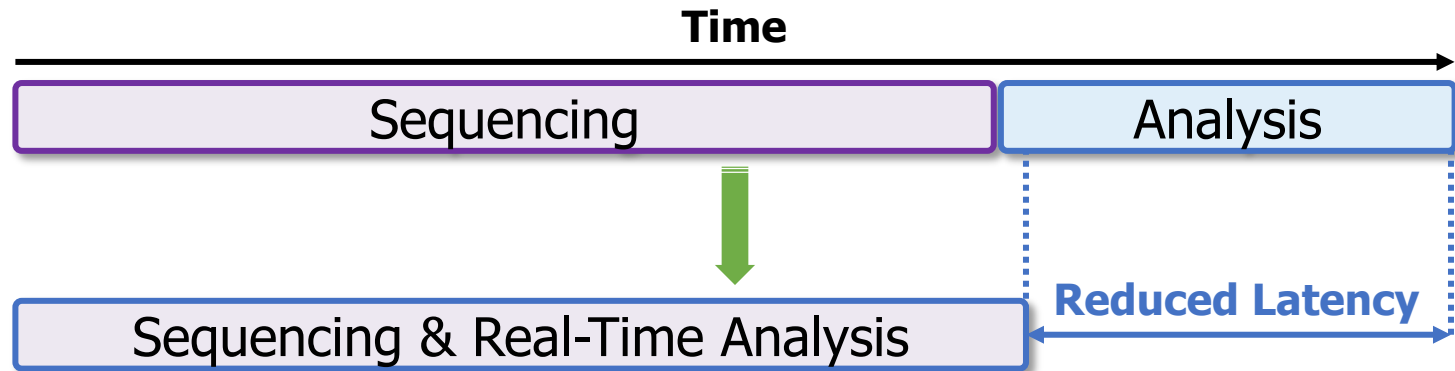 Time
Sequencing
Analysis
Reduced Latency
Sequencing & Real-Time Analysis